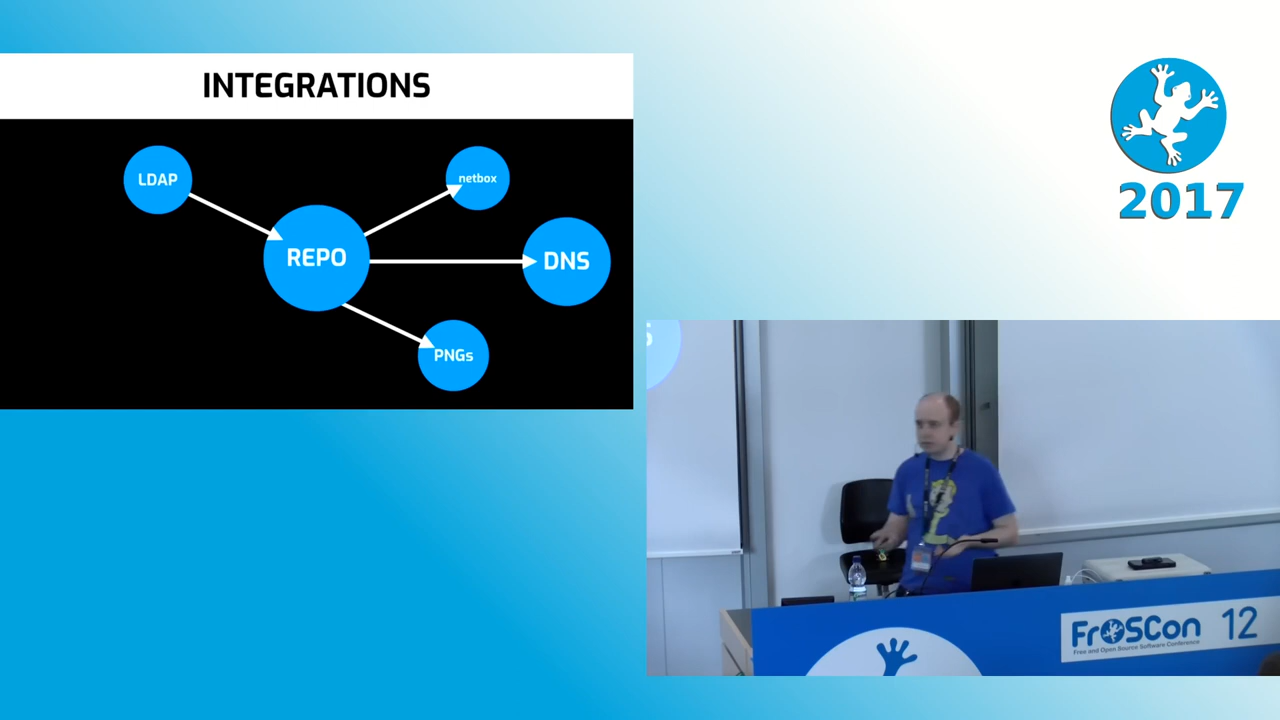 INTEGRATIONS
LDAP
netbox
REPO
DNS
PNGs
2017
S
FrOSCon 12
Free and Open Source Software Conference